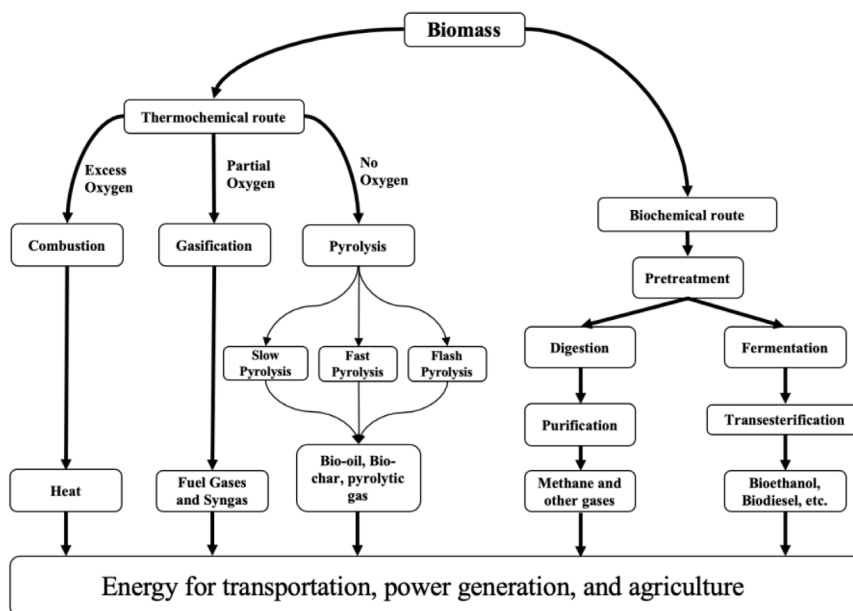 Biomass
Thermochemical route
Excess
Oxygen
Partial
Oxygen
No
Oxygen
Biochemical route
Combustion
Gasification
Pyrolysis
Pretreatment
Slow
Pyrolysis
Fast
Pyrolysis
Flash
Pyrolysis
Digestion
Fermentation
Purification
Transesterification
Heat
Fuel Gases
and Syngas
Bio-oil, Bio-
char, pyrolytic
gas
Methane and
other gases
Bioethanol,
Biodiesel, etc.
Energy for transportation, power generation, and agriculture